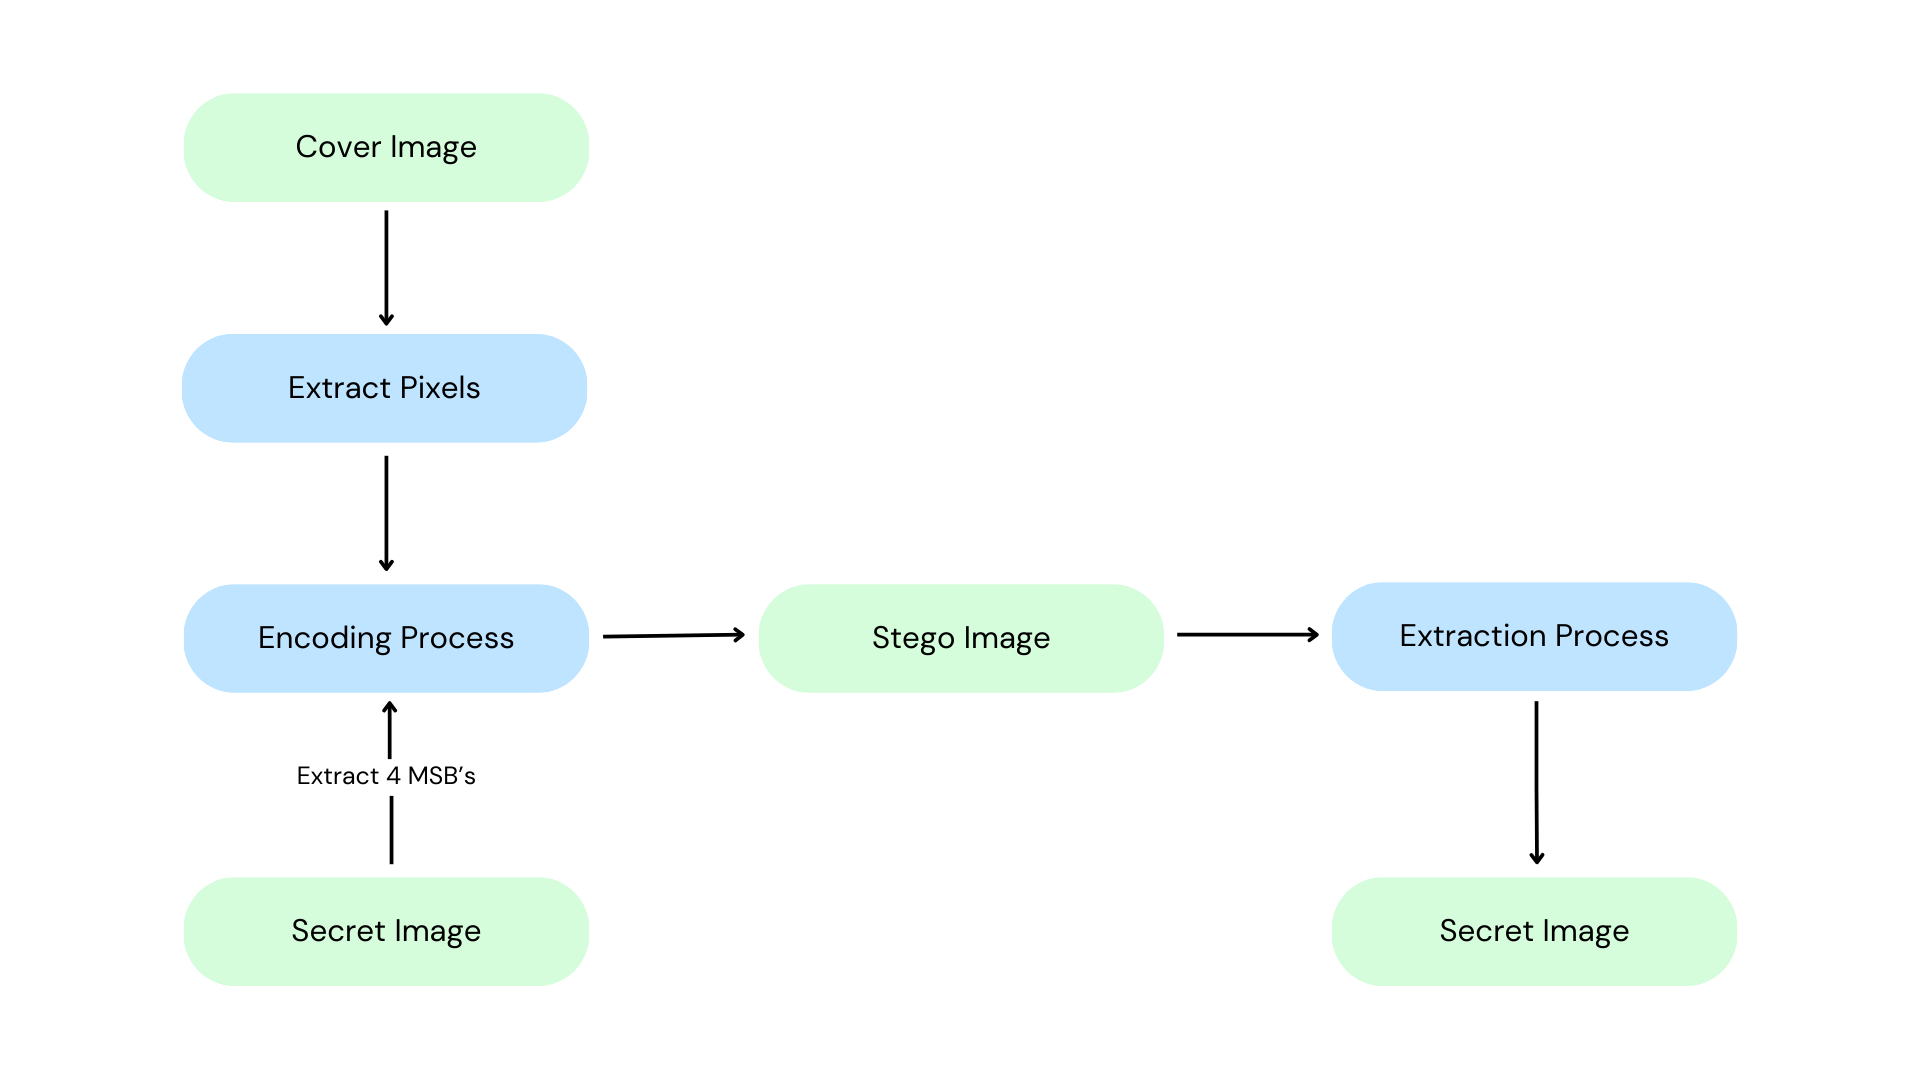 Cover Image
Extract Pixels
Encoding Process
Stego Image
Extraction Process
Extract 4 MSB’s
Secret Image
Secret Image